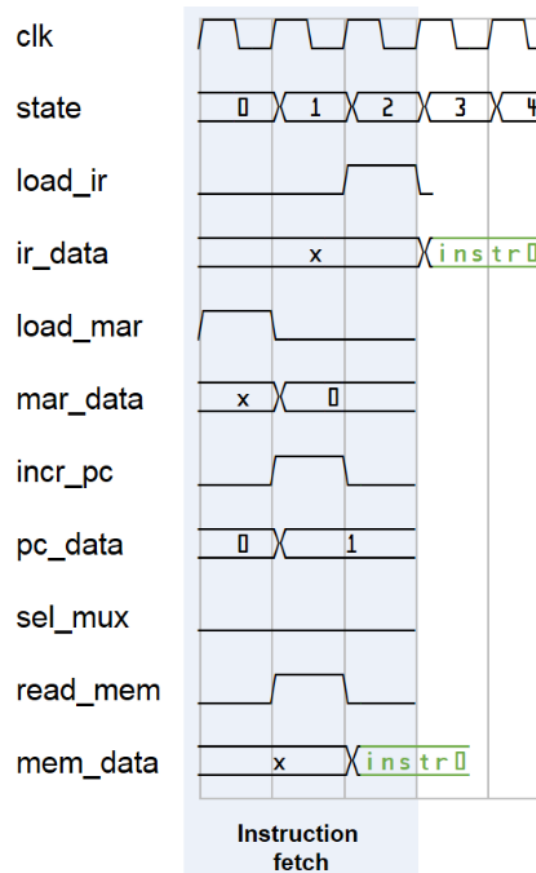 clk
state 0 1 2 3 4
load_ir
ir_data x instr0
load_mar
mar_data x 0
incr_pc
pc_data 0 1
sel_mux
read_mem
mem_data x instr0
Instruction
fetch